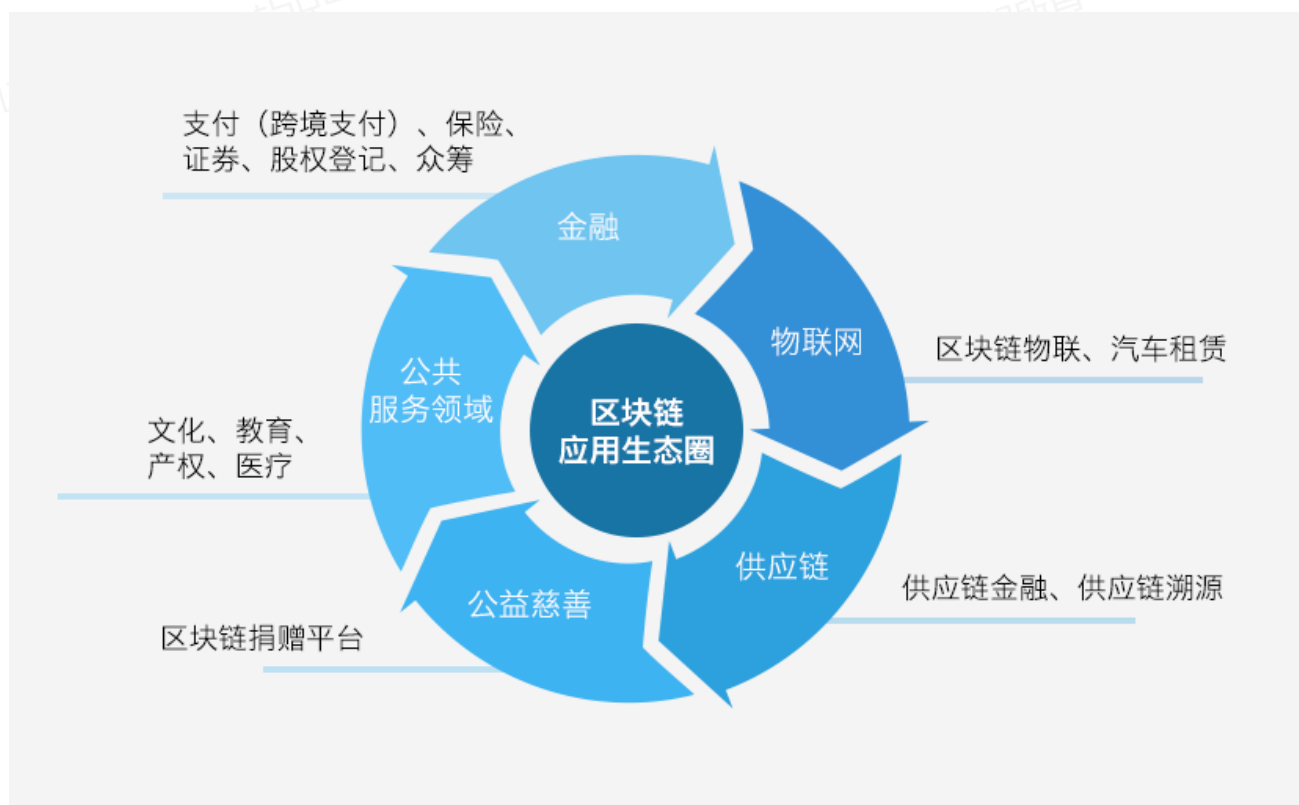 支付（跨境支付）、保险、
证券、股权登记、众筹
金融
物联网
区块链物联、汽车租赁
公共
服务领域
区块链
应用生态圈
文化、教育、
产权、医疗
供应链
供应链金融、供应链溯源
公益慈善
区块链捐赠平台